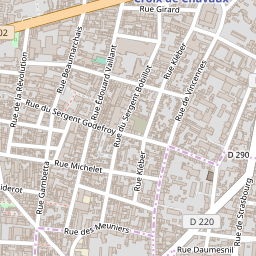 Croix de Chavaux
Rue Girard
02
Rue Beaumarchais
Rue Édouard Vaillant
Rue Kléber
Rue de la Révolution
Rue du Sergent Bobillot
Rue de Vincennes
Rue du Sergent Godefroy
D 290
Rue Michelet
Rue Gambetta
Rue Kléber
Rue de Strasbourg
Diderot
D 220
Rue des Meuniers
Rue Daumesnil